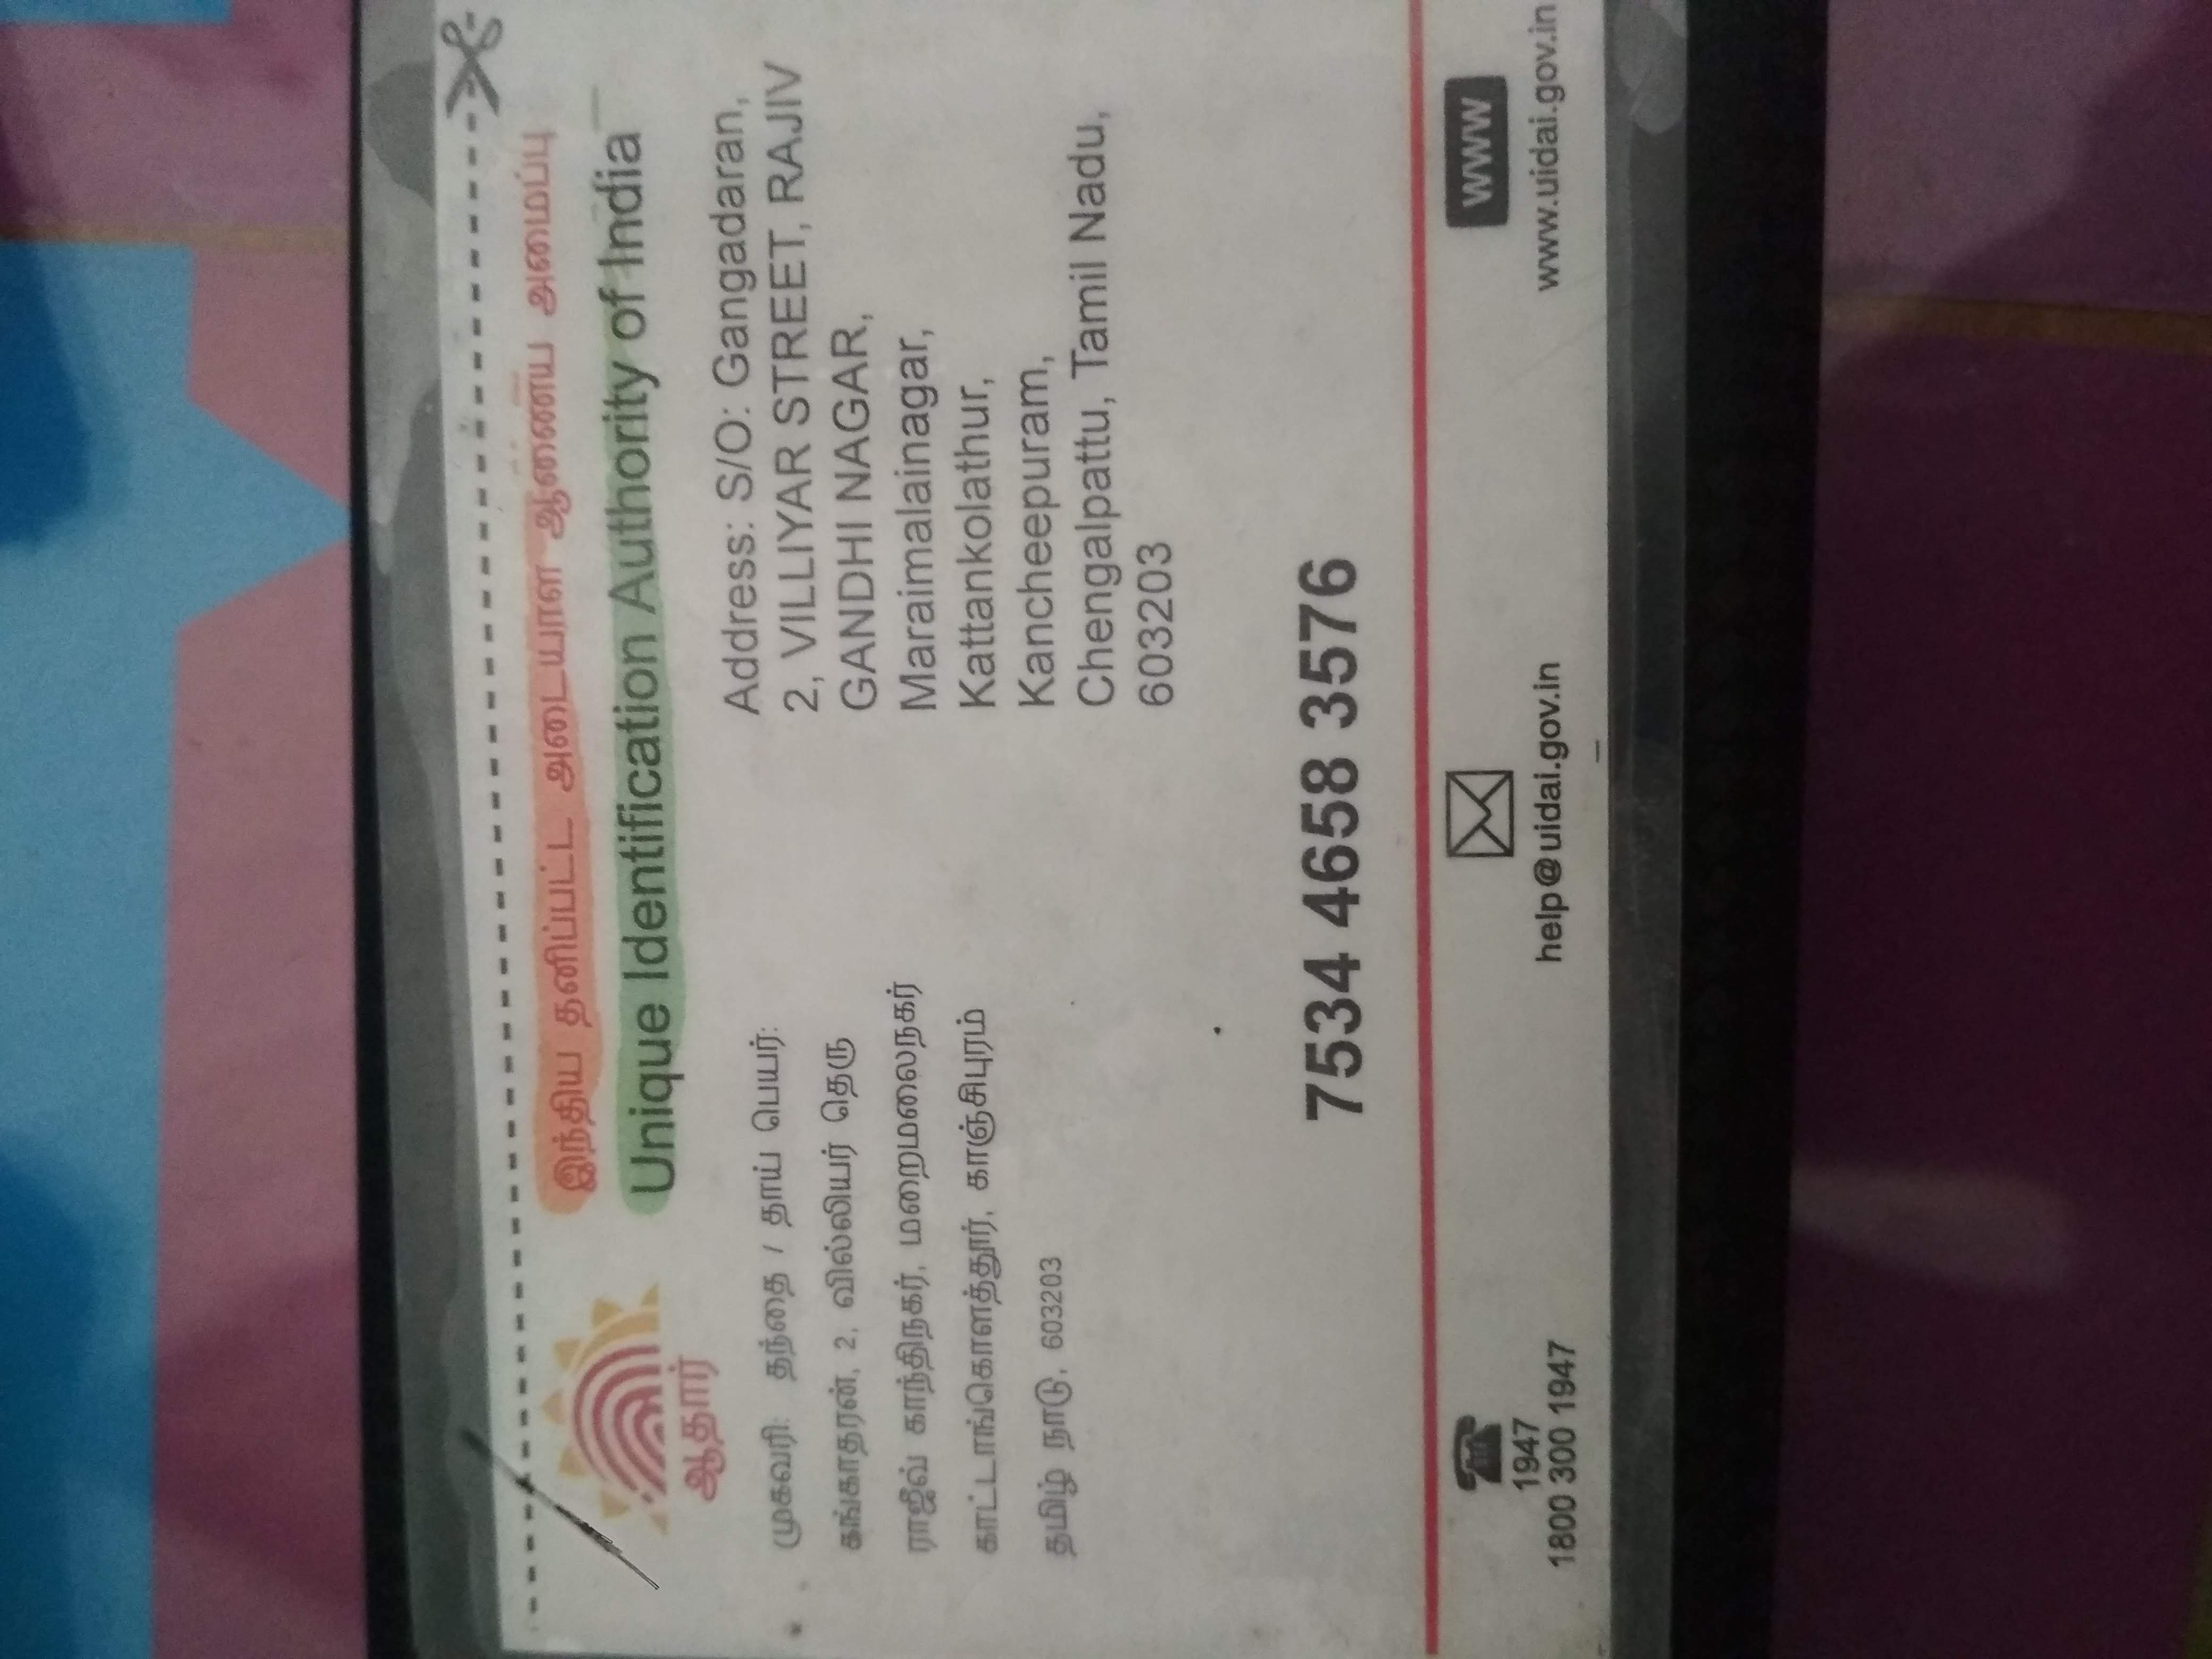 இந்திய தனிப்பட்ட அடையாள ஆணைய அமைப்பு
Unique Identification Authority of India
ஆதார்
முகவரி: தந்தை / தாய் பெயர்:
கங்காதரன், 2, வில்லியர் தெரு
ராஜீவ் காந்திநகர், மறைமலைநகர்
காட்டாங்கொளத்தூர், காஞ்சிபுரம்
தமிழ் நாடு, 603203
Address: S/O: Gangadaran,
2, VILLIYAR STREET, RAJIV
GANDHI NAGAR,
Maraimalainagar,
Kattankolathur,
Kancheepuram,
Chengalpattu, Tamil Nadu,
603203
7534 4658 3576
1947
1800 300 1947
help@uidai.gov.in
www
www.uidai.gov.in